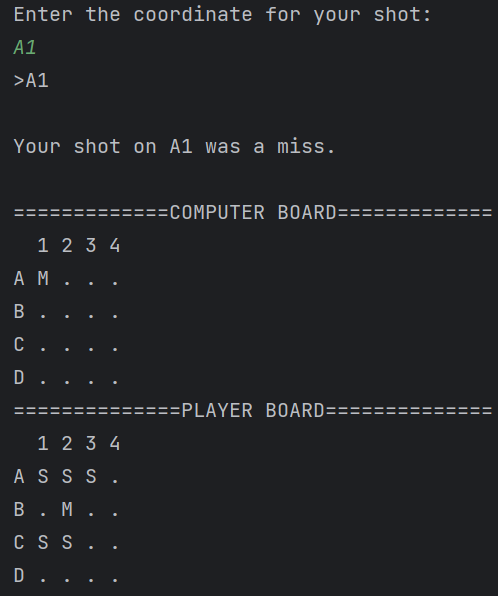 Enter the coordinate for your shot:
A1
>A1
Your shot on A1 was a miss.
=============COMPUTER BOARD=============
  1 2 3 4
A M . . .
B . . . .
C . . . .
D . . . .
==============PLAYER BOARD==============
  1 2 3 4
A S S S .
B . M . .
C S S . .
D . . . .